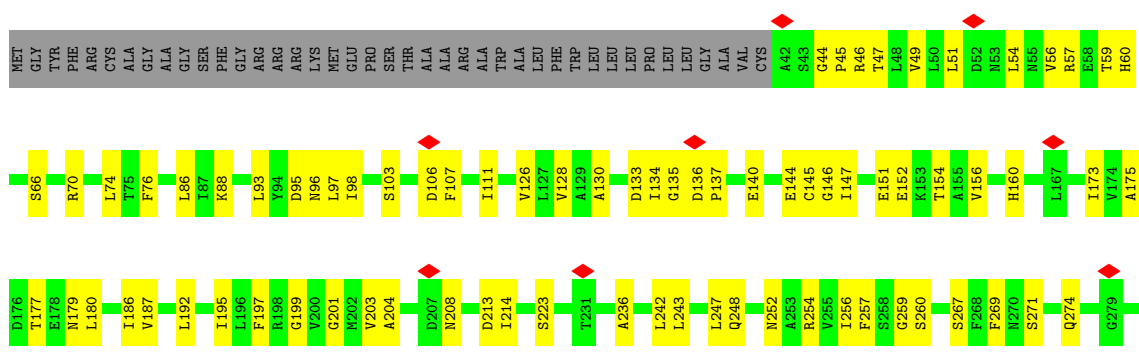 MET GLY TYR PHE ARG CYS ALA GLY ALA GLY SER PHE GLY ARG ARG ARG LYS MET GLU PRO SER THR ALA ALA ARG ALA TRP ALA ALA LEU PHE TRP LEU LEU LEU PRO LEU LEU GLY ALA VAL CYS A42 S43 G44 P45 R46 T47 L48 V49 L50 L51 D52 N53 L54 N55 V56 R57 E58 T59 H60
S66 R70 L74 T75 F76 L86 I87 K88 L93 Y94 D95 N96 L97 I98 S103 D106 F107 I111 V126 L127 V128 A129 A130 D133 I134 G135 D136 P137 E140 E144 C145 G146 I147 E151 E152 K153 T154 A155 V156 H160 L167 I173 V174 A175
D176 T177 E178 N179 L180 I186 V187 L192 I195 L196 F197 R198 G199 V200 G201 M202 V203 A204 D207 N208 D213 I214 S223 T231 A236 L242 L243 L247 Q248 N252 A253 R254 V255 I256 F257 S258 G259 S260 S267 F268 F269 N270 S271 Q274 G279